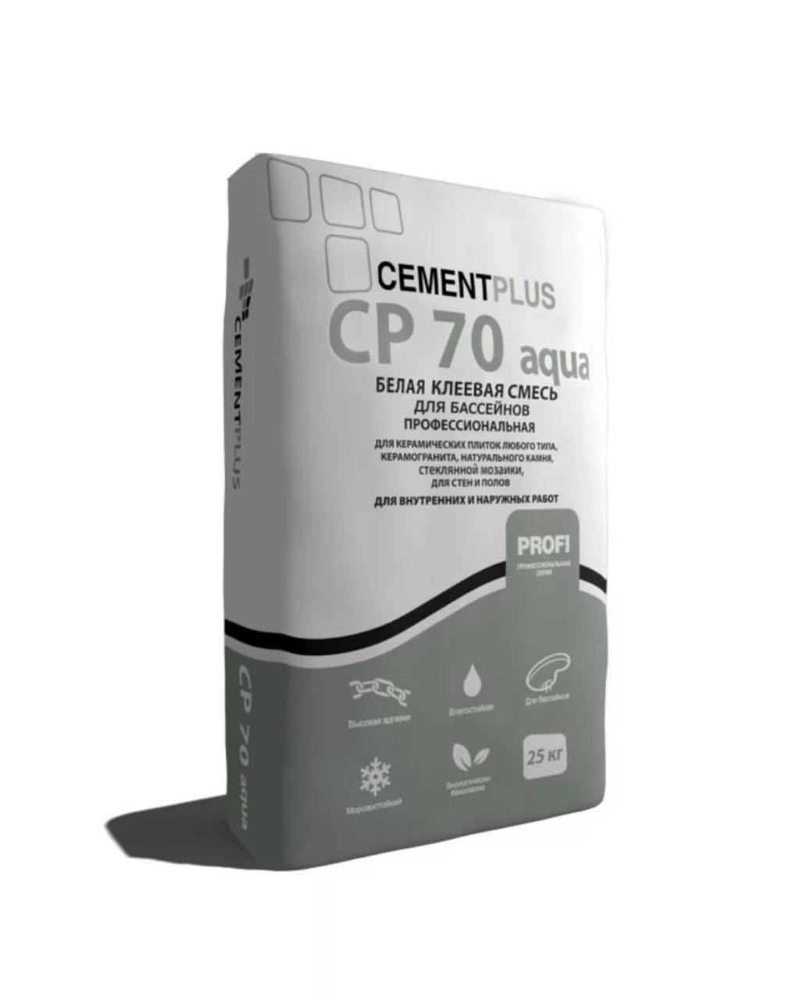 CEMENTPLUS
CP 70 aqua
БЕЛАЯ КЛЕЕВАЯ СМЕСЬ
ДЛЯ БАССЕЙНОВ
ПРОФЕССИОНАЛЬНАЯ
ДЛЯ КЕРАМИЧЕСКИХ ПЛИТОК ЛЮБОГО ТИПА,
КЕРАМОГРАНИТА, НАТУРАЛЬНОГО КАМНЯ,
стеклянной мозаики,
ДЛЯ СТЕН И ПОЛОВ
ДЛЯ ВНУТРЕННИХ И НАРУЖНЫХ РАБОТ
PROFI
ПРОФЕССИОНАЛЬНАЯ
СЕРИЯ
Высокая адгезия
Влагостойкая
Для бассейнов
Морозостойкий
Экологически
безопасна
25 кг
CEMENTPLUS
CP 70 aqua